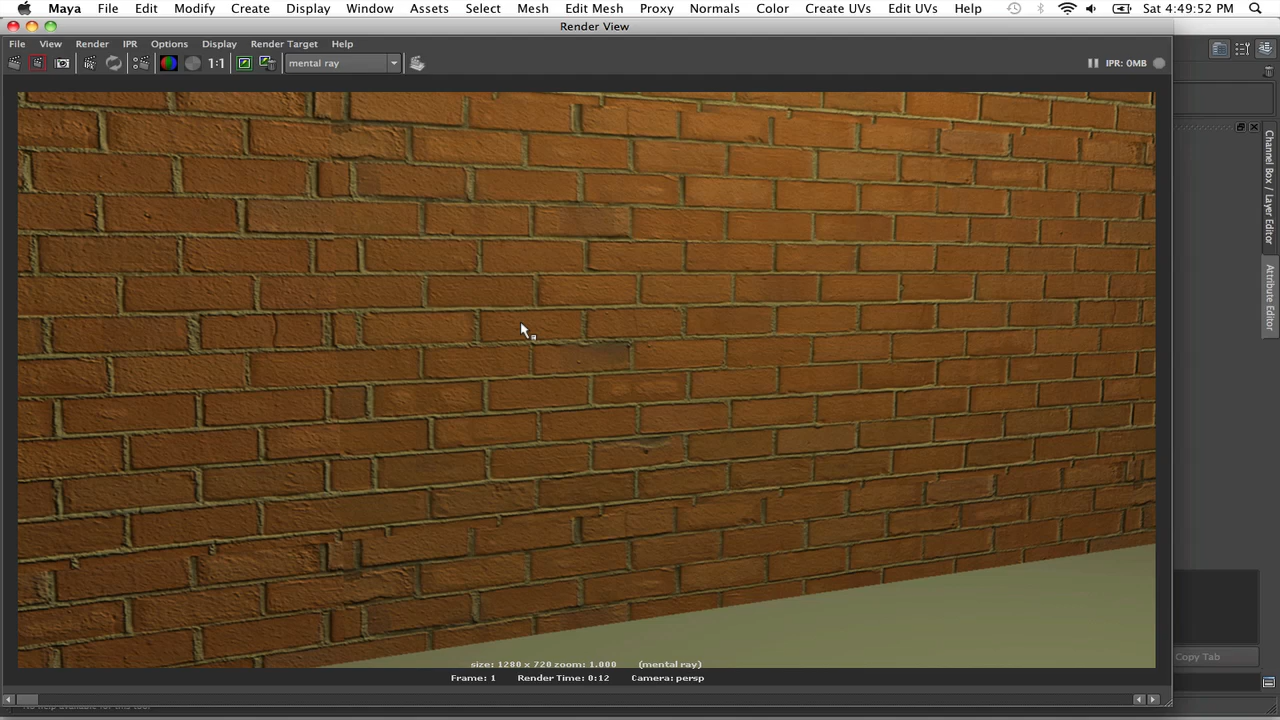 Maya File Edit Modify Create Display Window Assets Select Mesh Edit Mesh Proxy Normals Color Create UVs Edit UVs Help Sat 4:49:52 PM
Render View
File View Render IPR Options Display Render Target Help
1:1 mental ray IPR: 0MB
Channel Box / Layer Editor
Attribute Editor
Copy Tab
size: 1280 x 720 zoom: 1.000 (mental ray)
Frame: 1 Render Time: 0:12 Camera: persp